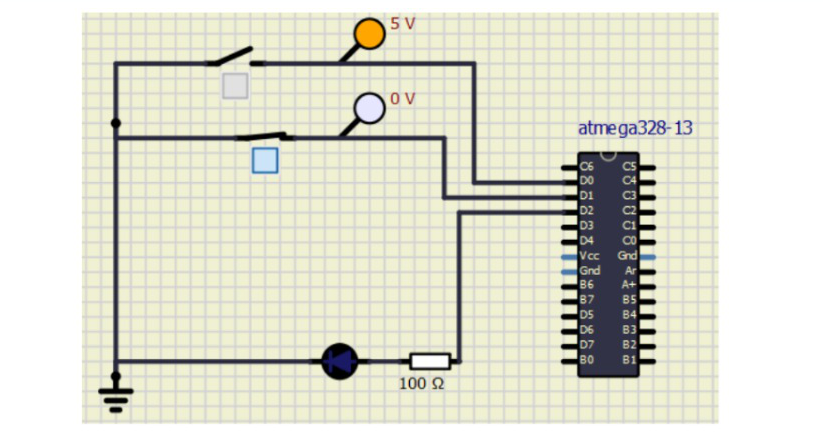 5 V
0 V
atmega328-13
C6 C5
D0 C4
D1 C3
D2 C2
D3 C1
D4 C0
Vcc Gnd
Gnd Ar
B6 A+
B7 B5
D5 B4
D6 B3
D7 B2
B0 B1
100 Ω